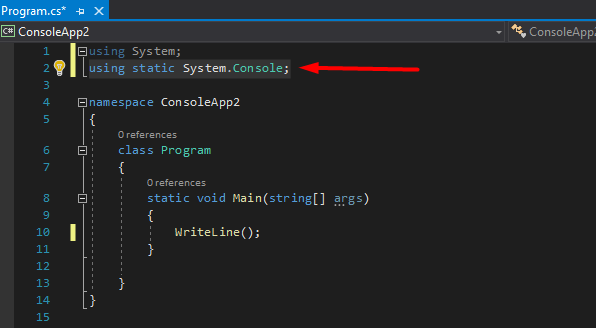 Program.cs*
C# ConsoleApp2
ConsoleApp2
1 using System;
2 using static System.Console;
3
4 namespace ConsoleApp2
5 {
0 references
6 class Program
7 {
0 references
8 static void Main(string[] args)
9 {
10 WriteLine();
11 }
12
13 }
14 }
15